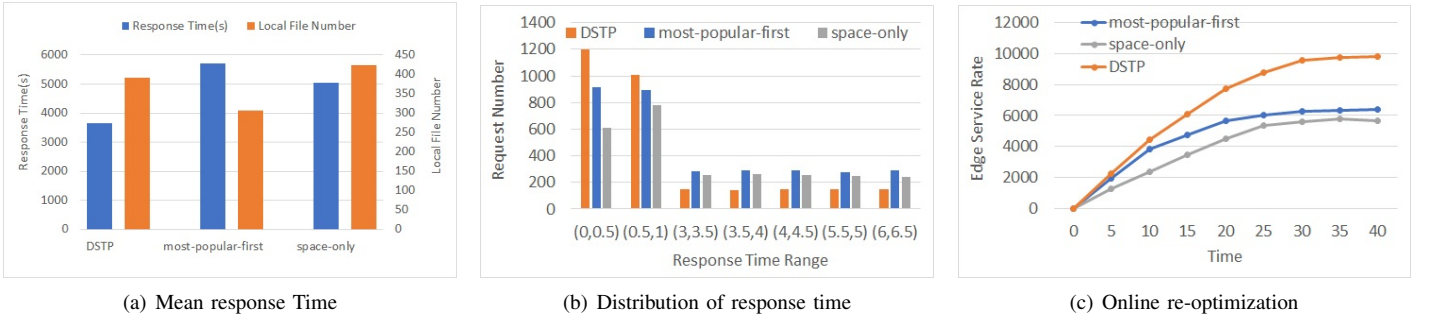 Response Time(s) Local File Number
6000
5000
4000
3000
2000
1000
0
Response Time(s)
450
400
350
300
250
200
150
100
50
0
Local File Number
DSTP most-popular-first space-only
(a) Mean response Time
DSTP most-popular-first space-only
1400
1200
1000
800
600
400
200
0
Request Number
(0,0.5) (0.5,1) (3,3.5) (3.5,4) (4,4.5) (5.5,5) (6,6.5)
Response Time Range
(b) Distribution of response time
most-popular-first
space-only
DSTP
12000
10000
8000
6000
4000
2000
0
Edge Service Rate
0 5 10 15 20 25 30 35 40
Time
(c) Online re-optimization